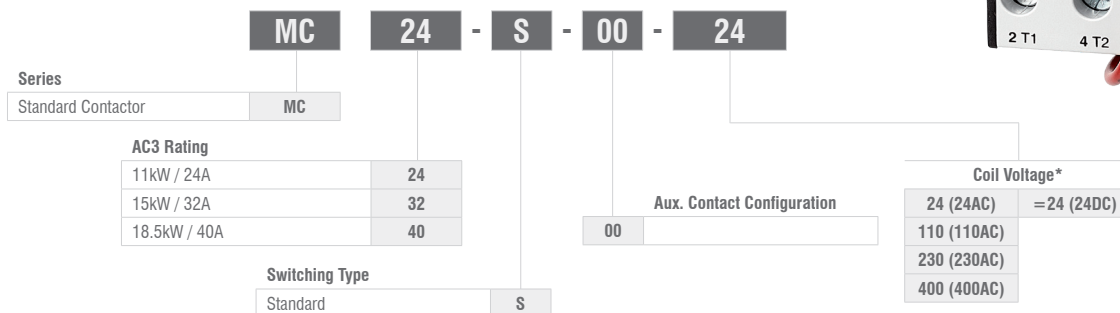 MC 24 - S - 00 - 24
2 T1 4 T2
Series
Standard Contactor MC
AC3 Rating
11kW / 24A 24
15kW / 32A 32
18.5kW / 40A 40
Switching Type
Standard S
Aux. Contact Configuration
00
Coil Voltage*
24 (24AC) =24 (24DC)
110 (110AC)
230 (230AC)
400 (400AC)